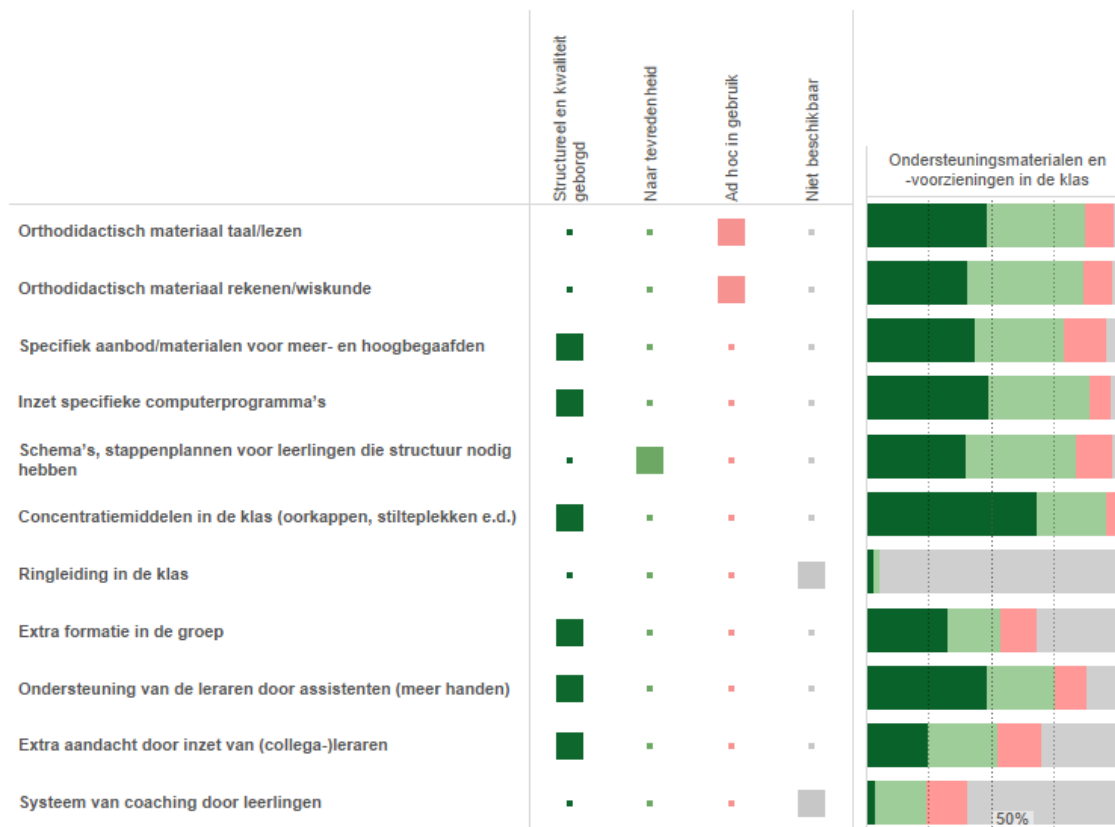 Structureel en kwaliteit
geborgd
Naar tevredenheid
Ad hoc in gebruik
Niet beschikbaar
Ondersteuningsmaterialen en
-voorzieningen in de klas
Orthodidactisch materiaal taal/lezen
Orthodidactisch materiaal rekenen/wiskunde
Specifiek aanbod/materialen voor meer- en hoogbegaafden
Inzet specifieke computerprogramma's
Schema's, stappenplannen voor leerlingen die structuur nodig
hebben
Concentratiemiddelen in de klas (oorkappen, stilteplekken e.d.)
Ringleiding in de klas
Extra formatie in de groep
Ondersteuning van de leraren door assistenten (meer handen)
Extra aandacht door inzet van (collega-)leraren
Systeem van coaching door leerlingen
50%